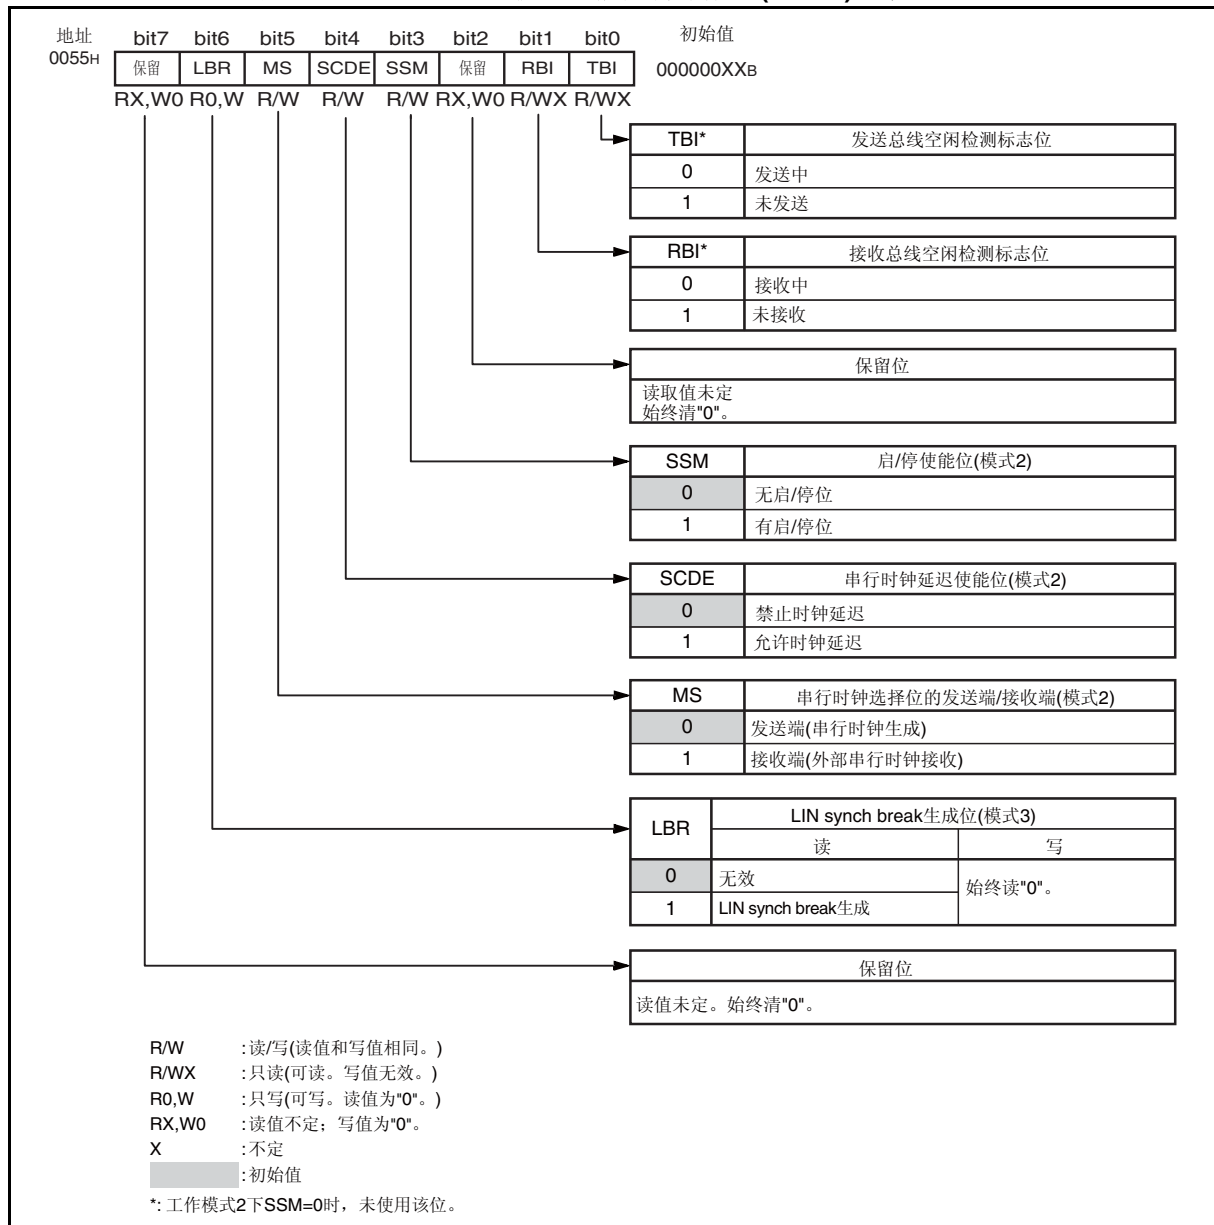 地址 bit7 bit6 bit5 bit4 bit3 bit2 bit1 bit0 初始值
0055H 保留 LBR MS SCDE SSM 保留 RBI TBI 000000XXB
RX,W0 R0,W R/W R/W R/W RX,W0 R/WX R/WX
TBI* 发送总线空闲检测标志位
0 发送中
1 未发送
RBI* 接收总线空闲检测标志位
0 接收中
1 未接收
保留位
读取值未定
始终清"0"。
SSM 启/停使能位(模式2)
0 无启/停位
1 有启/停位
SCDE 串行时钟延迟使能位(模式2)
0 禁止时钟延迟
1 允许时钟延迟
MS 串行时钟选择位的发送端/接收端(模式2)
0 发送端(串行时钟生成)
1 接收端(外部串行时钟接收)
LBR LIN synch break生成位(模式3)
读 写
0 无效 始终读"0"。
1 LIN synch break生成
保留位
读值未定。始终清"0"。
R/W :读/写(读值和写值相同。)
R/WX :只读(可读。写值无效。)
R0,W :只写(可写。读值为"0"。)
RX,W0 :读值不定；写值为"0"。
X :不定
:初始值
*: 工作模式2下SSM=0时，未使用该位。